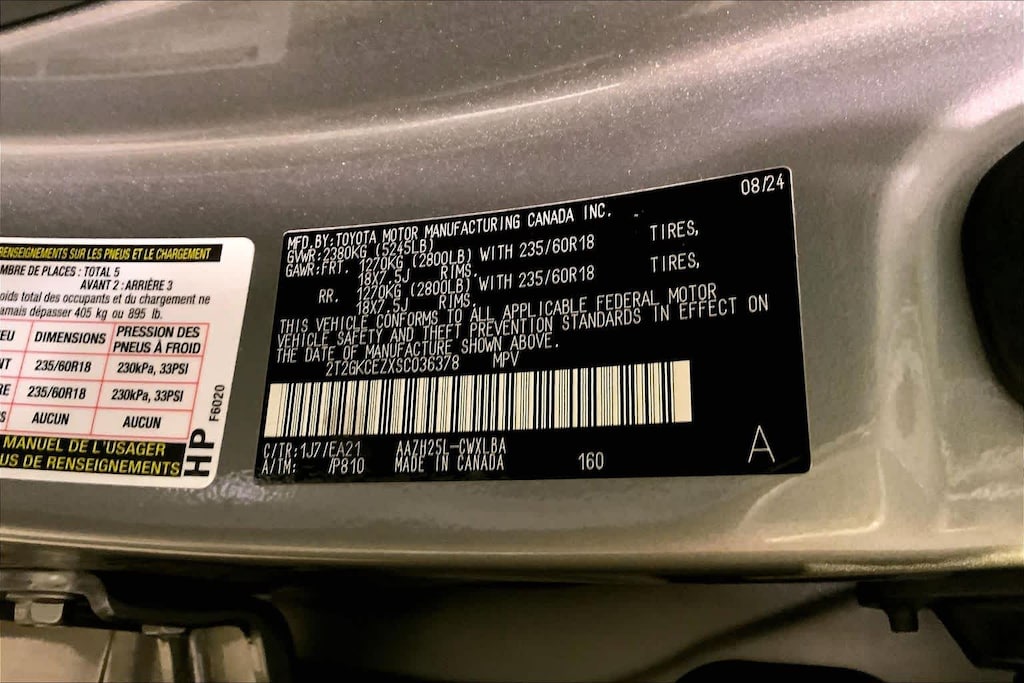 RENSEIGNEMENTS SUR LES PNEUS ET LE CHARGEMENT
MBRE DE PLACES : TOTAL 5
AVANT 2 : ARRIÈRE 3
oids total des occupants et du chargement ne
amais dépasser 405 kg ou 895 lb.
EU DIMENSIONS PRESSION DES PNEUS À FROID
NT 235/60R18 230kPa, 33PSI
RE 235/60R18 230kPa, 33PSI
S AUCUN AUCUN
MANUEL DE L'USAGER
US DE RENSEIGNEMENTS
HP F6020
08/24
MFD.BY:TOYOTA MOTOR MANUFACTURING CANADA INC.
GVWR:2380KG (5245LB)
GAWR:FRT. 1270KG (2800LB) WITH 235/60R18 TIRES,
18X7.5J RIMS.
RR. 1270KG (2800LB) WITH 235/60R18 TIRES,
18X7.5J RIMS.
THIS VEHICLE CONFORMS TO ALL APPLICABLE FEDERAL MOTOR
VEHICLE SAFETY AND THEFT PREVENTION STANDARDS IN EFFECT ON
THE DATE OF MANUFACTURE SHOWN ABOVE.
2T2GKCEZXSC036378 MPV
C/TR:1J7/EA21 AAZH25L-CWXLBA
A/TM: /P810 MADE IN CANADA 160
A